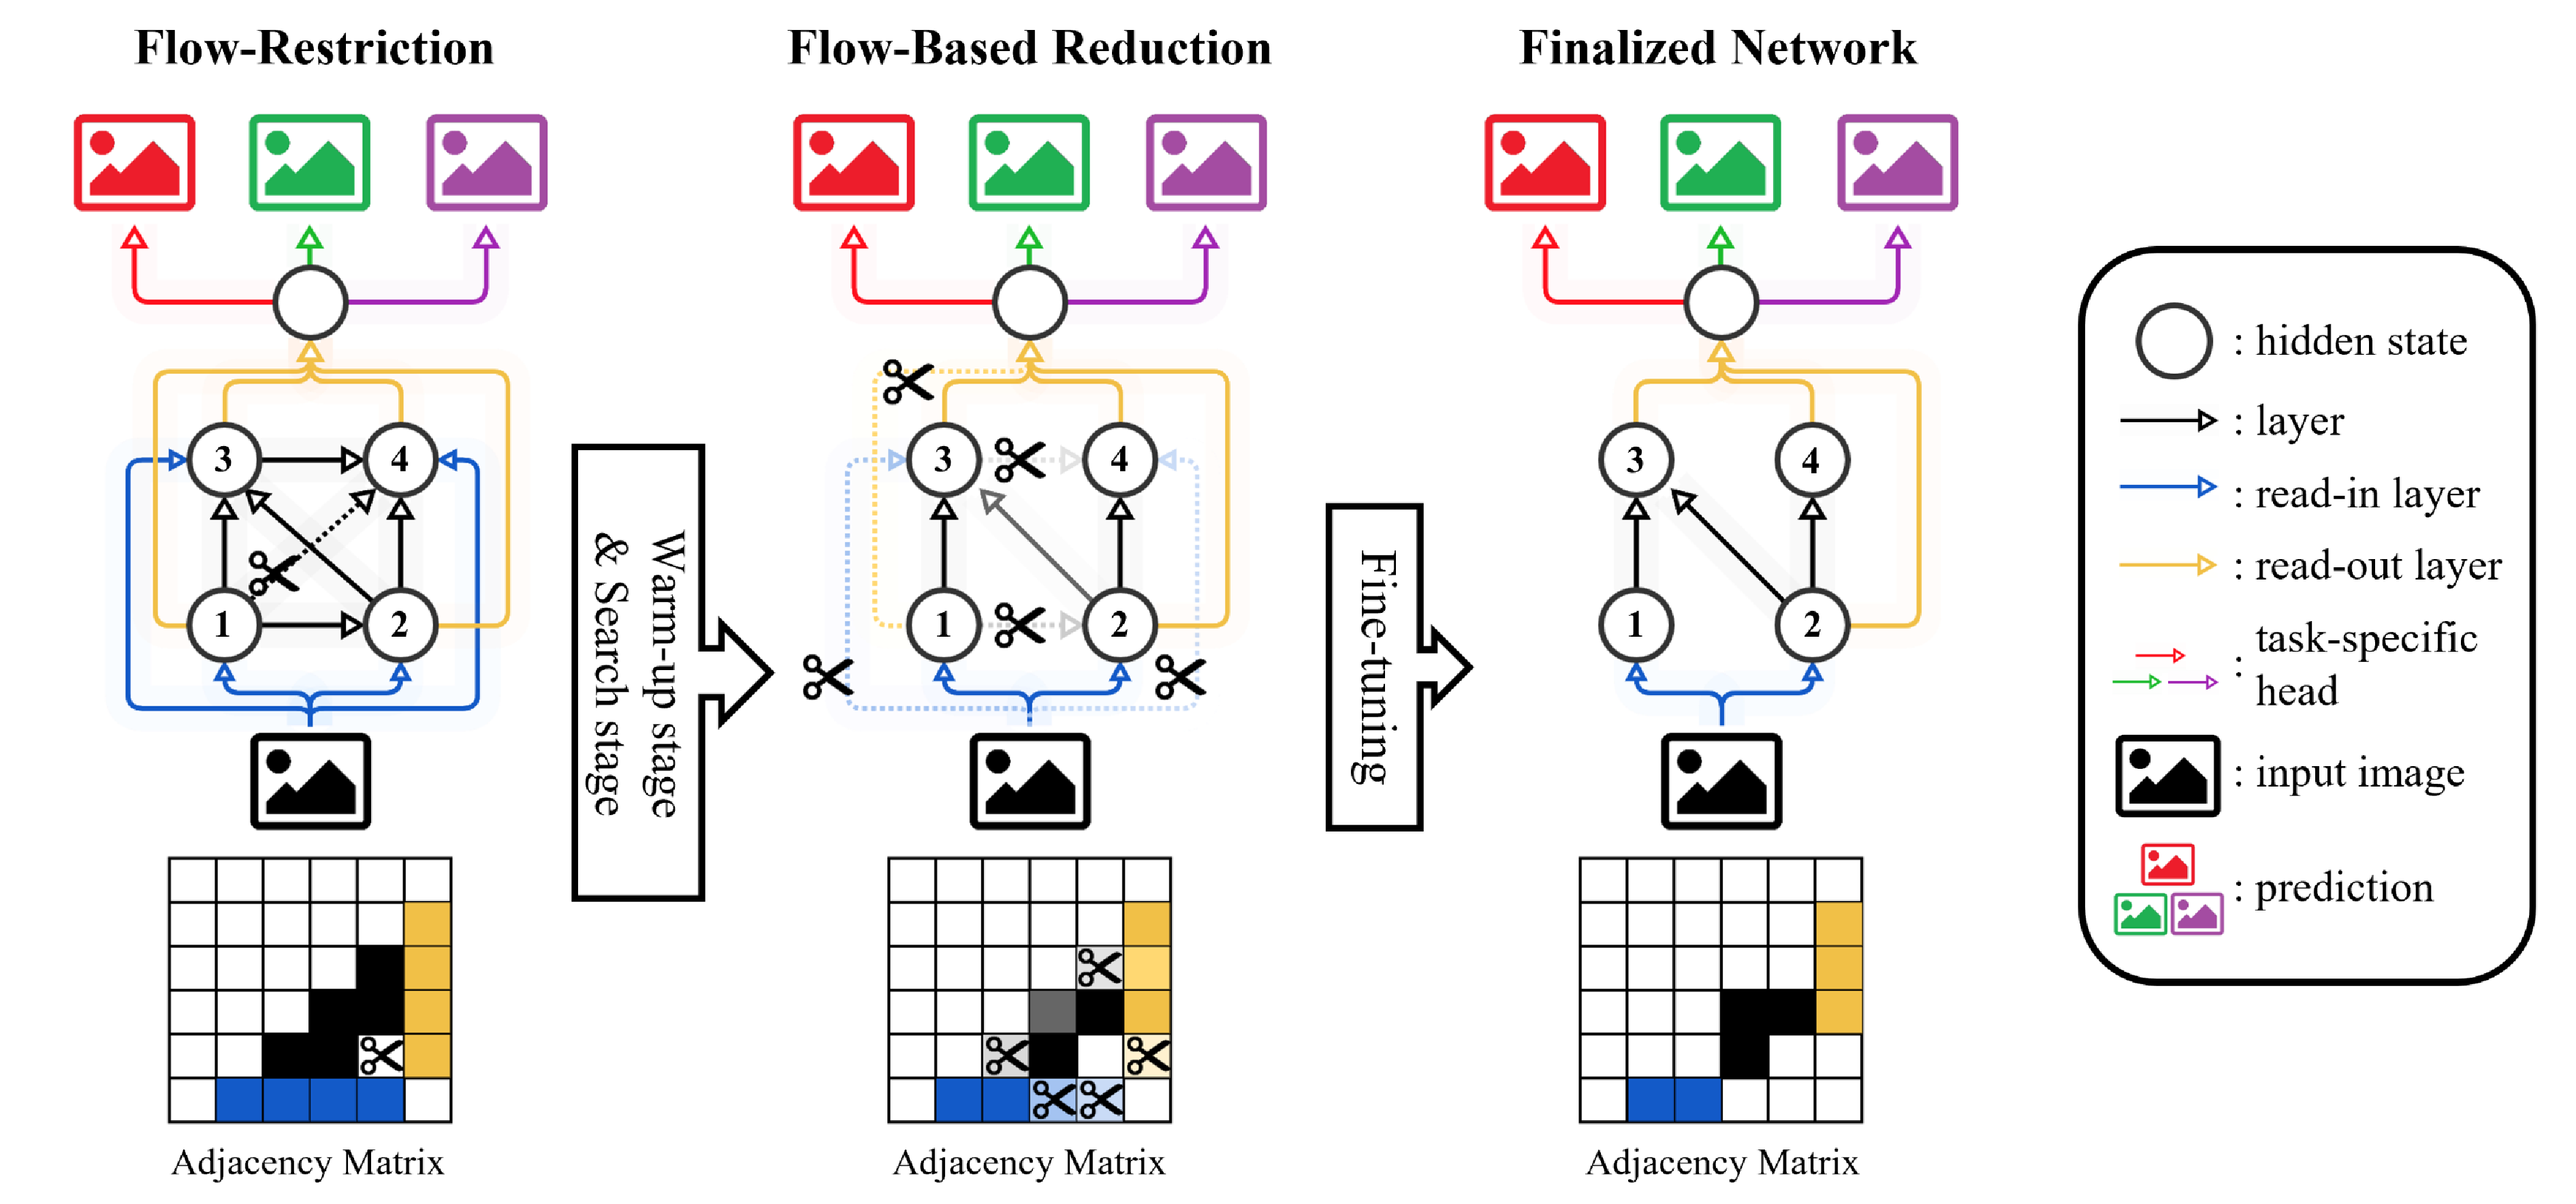 Flow-Restriction
Flow-Based Reduction
Finalized Network
3
4
1
2
Adjacency Matrix
Warm-up stage
& Search stage
3
4
1
2
Adjacency Matrix
Fine-tuning
3
4
1
2
Adjacency Matrix
: hidden state
: layer
: read-in layer
: read-out layer
: task-specific
head
: input image
: prediction